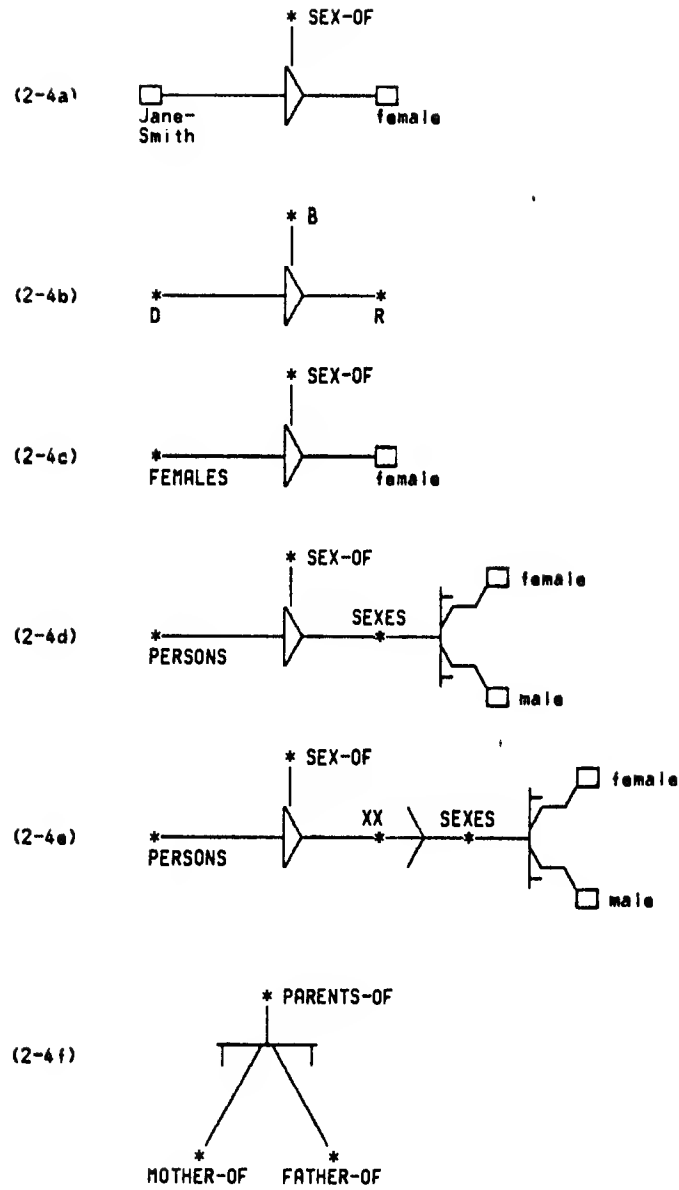 * SEX-OF
(2-4a)
Jane-
Smith
female
* B
(2-4b)
*
*
D
R
* SEX-OF
(2-4c)
*
FEMALES
female
* SEX-OF
female
SEXES
(2-4d)
*
*
PERSONS
male
* SEX-OF
female
XX
SEXES
(2-4e)
*
*
*
PERSONS
male
* PARENTS-OF
(2-4f)
*
*
MOTHER-OF
FATHER-OF